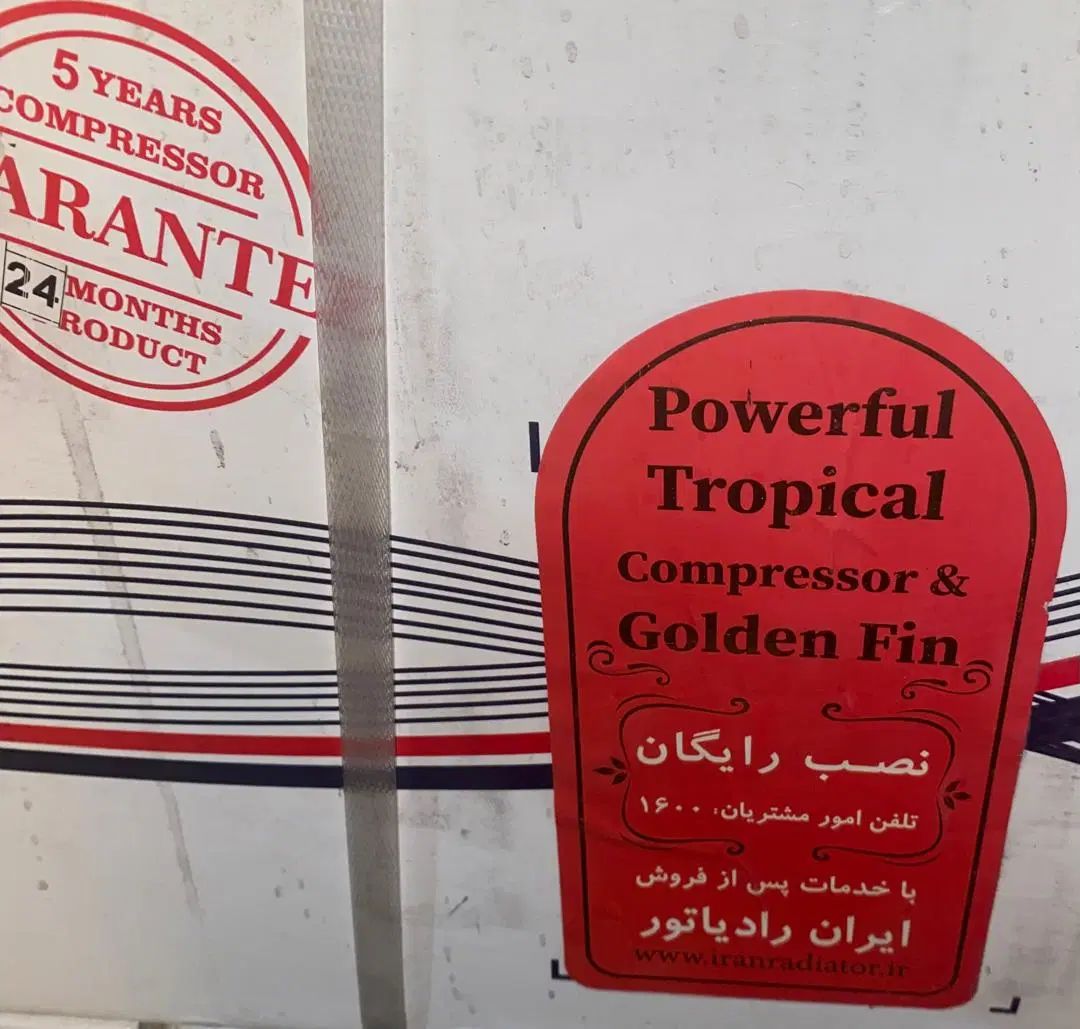 5 YEARS
COMPRESSOR
ARANTE
24 MONTHS
RODUCT
Powerful
Tropical
Compressor &
Golden Fin
نصب رایگان
تلفن امور مشتریان: ۱۶۰۰
با خدمات پس از فروش
ایران رادیاتور
www.iranradiator.ir